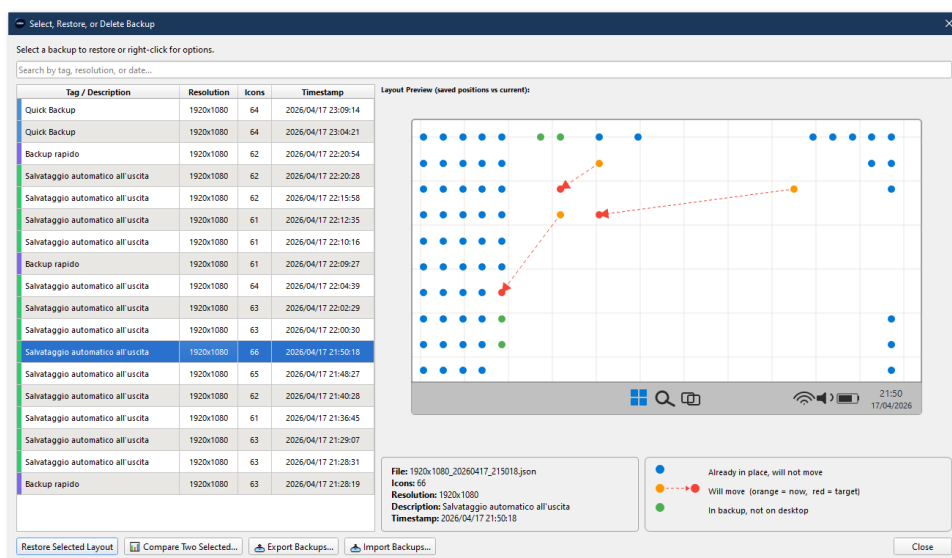 Select, Restore, or Delete Backup
Select a backup to restore or right-click for options.
Search by tag, resolution, or date...
Tag / Description Resolution Icons Timestamp
Quick Backup 1920x1080 64 2026/04/17 23:09:14
Quick Backup 1920x1080 64 2026/04/17 23:04:21
Backup rapido 1920x1080 62 2026/04/17 22:20:54
Salvataggio automatico all'uscita 1920x1080 62 2026/04/17 22:20:28
Salvataggio automatico all'uscita 1920x1080 62 2026/04/17 22:15:58
Salvataggio automatico all'uscita 1920x1080 61 2026/04/17 22:12:35
Salvataggio automatico all'uscita 1920x1080 61 2026/04/17 22:10:16
Backup rapido 1920x1080 61 2026/04/17 22:09:27
Salvataggio automatico all'uscita 1920x1080 62 2026/04/17 22:04:39
Salvataggio automatico all'uscita 1920x1080 63 2026/04/17 22:02:29
Salvataggio automatico all'uscita 1920x1080 63 2026/04/17 22:00:30
Salvataggio automatico all'uscita 1920x1080 66 2026/04/17 21:50:18
Salvataggio automatico all'uscita 1920x1080 65 2026/04/17 21:48:27
Salvataggio automatico all'uscita 1920x1080 62 2026/04/17 21:40:28
Salvataggio automatico all'uscita 1920x1080 61 2026/04/17 21:36:45
Salvataggio automatico all'uscita 1920x1080 63 2026/04/17 21:29:07
Salvataggio automatico all'uscita 1920x1080 63 2026/04/17 21:28:31
Backup rapido 1920x1080 63 2026/04/17 21:28:19
Layout Preview (saved positions vs current):
21:50
17/04/2026
File: 1920x1080_20260417_215018.json
Icons: 66
Resolution: 1920x1080
Description: Salvataggio automatico all'uscita
Timestamp: 2026/04/17 21:50:18
Already in place, will not move
Will move (orange = now, red = target)
In backup, not on desktop
Restore Selected Layout
Compare Two Selected...
Export Backups...
Import Backups...
Close